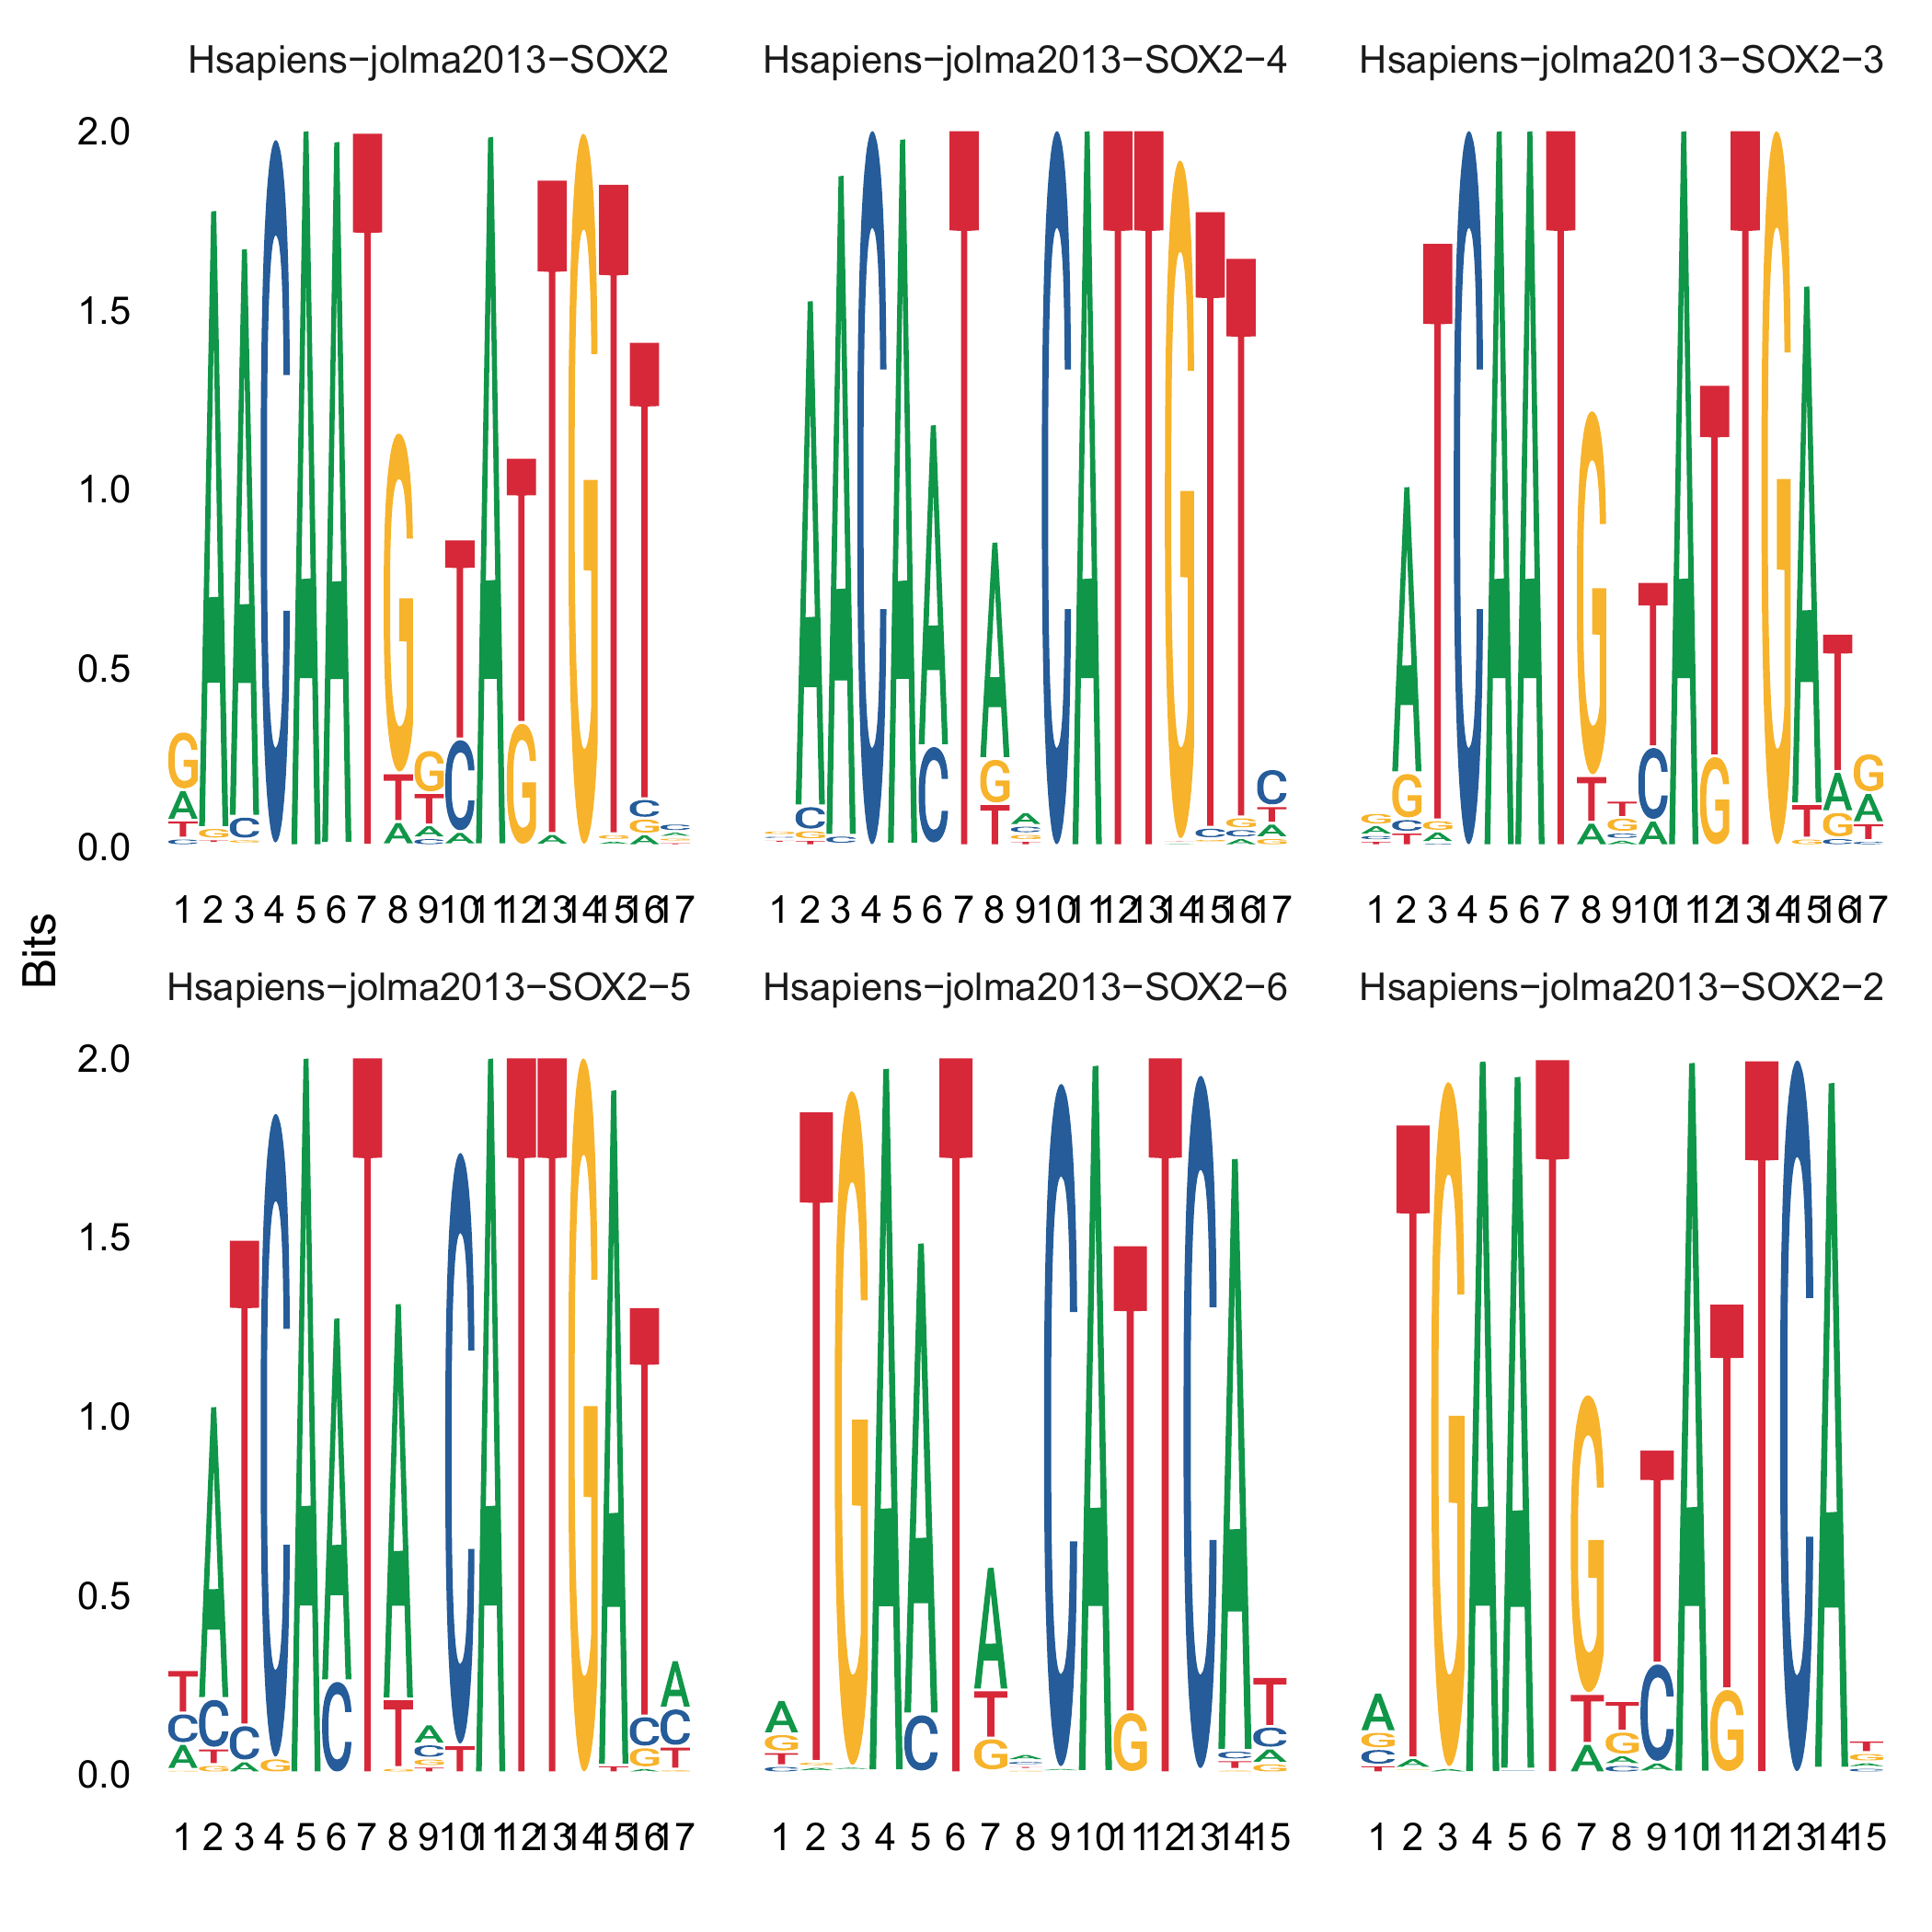 Hsapiens−jolma2013−SOX2 Hsapiens−jolma2013−SOX2−4 Hsapiens−jolma2013−SOX2−3
2.0
1.5
1.0
0.5
0.0
1 2 3 4 5 6 7 8 9 10 11 12 13 14 15 16 17 1 2 3 4 5 6 7 8 9 10 11 12 13 14 15 16 17 1 2 3 4 5 6 7 8 9 10 11 12 13 14 15 16 17
Bits
Hsapiens−jolma2013−SOX2−5 Hsapiens−jolma2013−SOX2−6 Hsapiens−jolma2013−SOX2−2
2.0
1.5
1.0
0.5
0.0
1 2 3 4 5 6 7 8 9 10 11 12 13 14 15 16 17 1 2 3 4 5 6 7 8 9 10 11 12 13 14 15 1 2 3 4 5 6 7 8 9 10 11 12 13 14 15